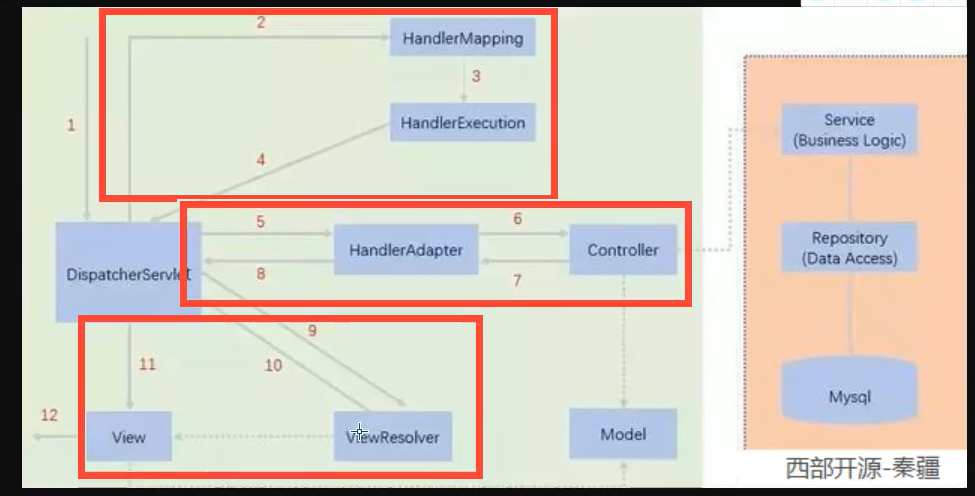 2
HandlerMapping
3
1
HandlerExecution
4
Service
(Business Logic)
5
6
HandlerAdapter
Controller
DispatcherServlet
8
7
Repository
(Data Access)
9
10
11
12
View
ViewResolver
Model
Mysql
西部开源-秦疆